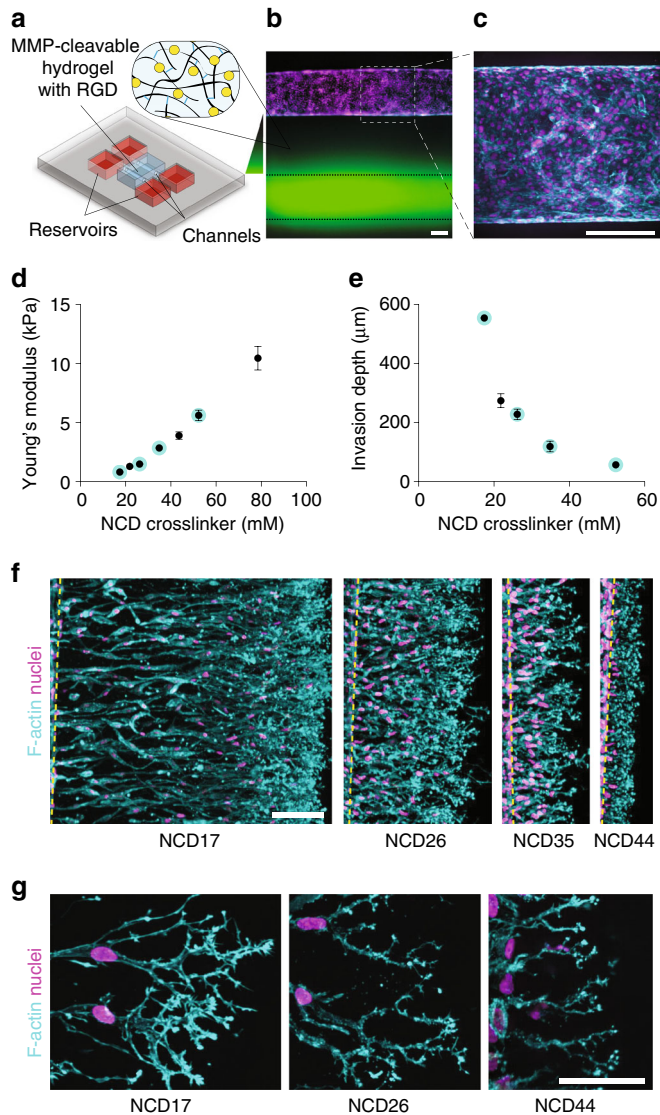 a
MMP-cleavable
hydrogel
with RGD
Reservoirs
Channels
b
c
d
Young's modulus (kPa)
15
10
5
0
0 20 40 60 80 100
NCD crosslinker (mM)
e
Invasion depth (μm)
600
400
200
0
0 20 40 60
NCD crosslinker (mM)
f
F-actin nuclei
NCD17 NCD26 NCD35 NCD44
g
F-actin nuclei
NCD17 NCD26 NCD44